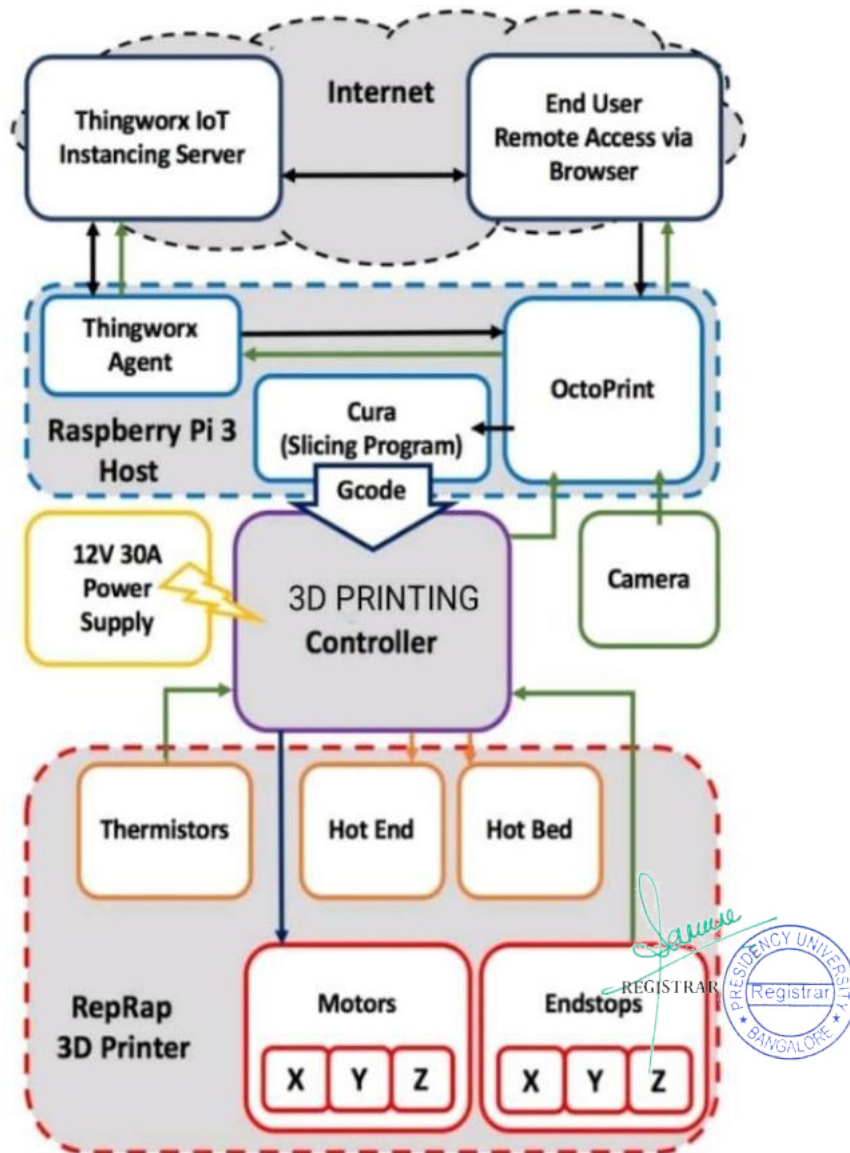 Internet
Thingworx IoT
Instancing Server
End User
Remote Access via
Browser
Thingworx
Agent
OctoPrint
Cura
(Slicing Program)
Raspberry Pi 3
Host
Gcode
12V 30A
Power
Supply
3D PRINTING
Controller
Camera
Thermistors
Hot End
Hot Bed
RepRap
3D Printer
Motors
X Y Z
Endstops
X Y Z
REGISTRAR
PRESIDENCY UNIVERSITY
Registrar
BANGALORE